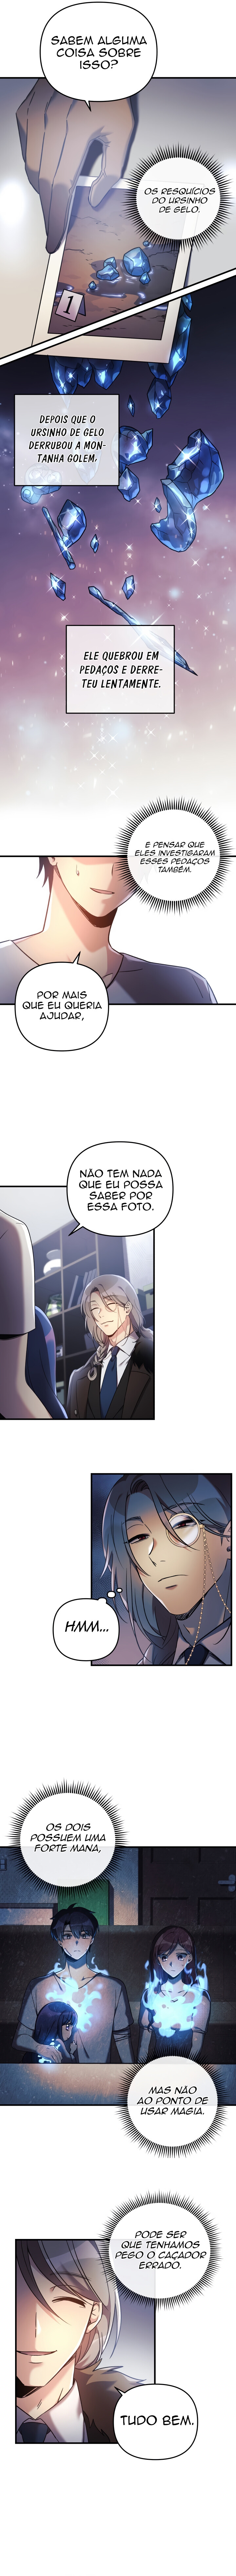 SABEM ALGUMA
COISA SOBRE
ISSO?
OS RESQUÍCIOS
DO URSINHO
DE GELO.
1
DEPOIS QUE O
URSINHO DE GELO
DERRUBOU A MON-
TANHA GOLEM,
ELE QUEBROU EM
PEDAÇOS E DERRE-
TEU LENTAMENTE.
E PENSAR QUE
ELES INVESTIGARAM
ESSES PEDAÇOS
TAMBÉM.
POR MAIS
QUE EU QUERIA
AJUDAR,
NÃO TEM NADA
QUE EU POSSA
SABER POR
ESSA FOTO.
HMM...
OS DOIS
POSSUEM UMA
FORTE MANA,
MAS NÃO
AO PONTO DE
USAR MAGIA.
PODE SER
QUE TENHAMOS
PEGO O CAÇADOR
ERRADO.
TUDO BEM.